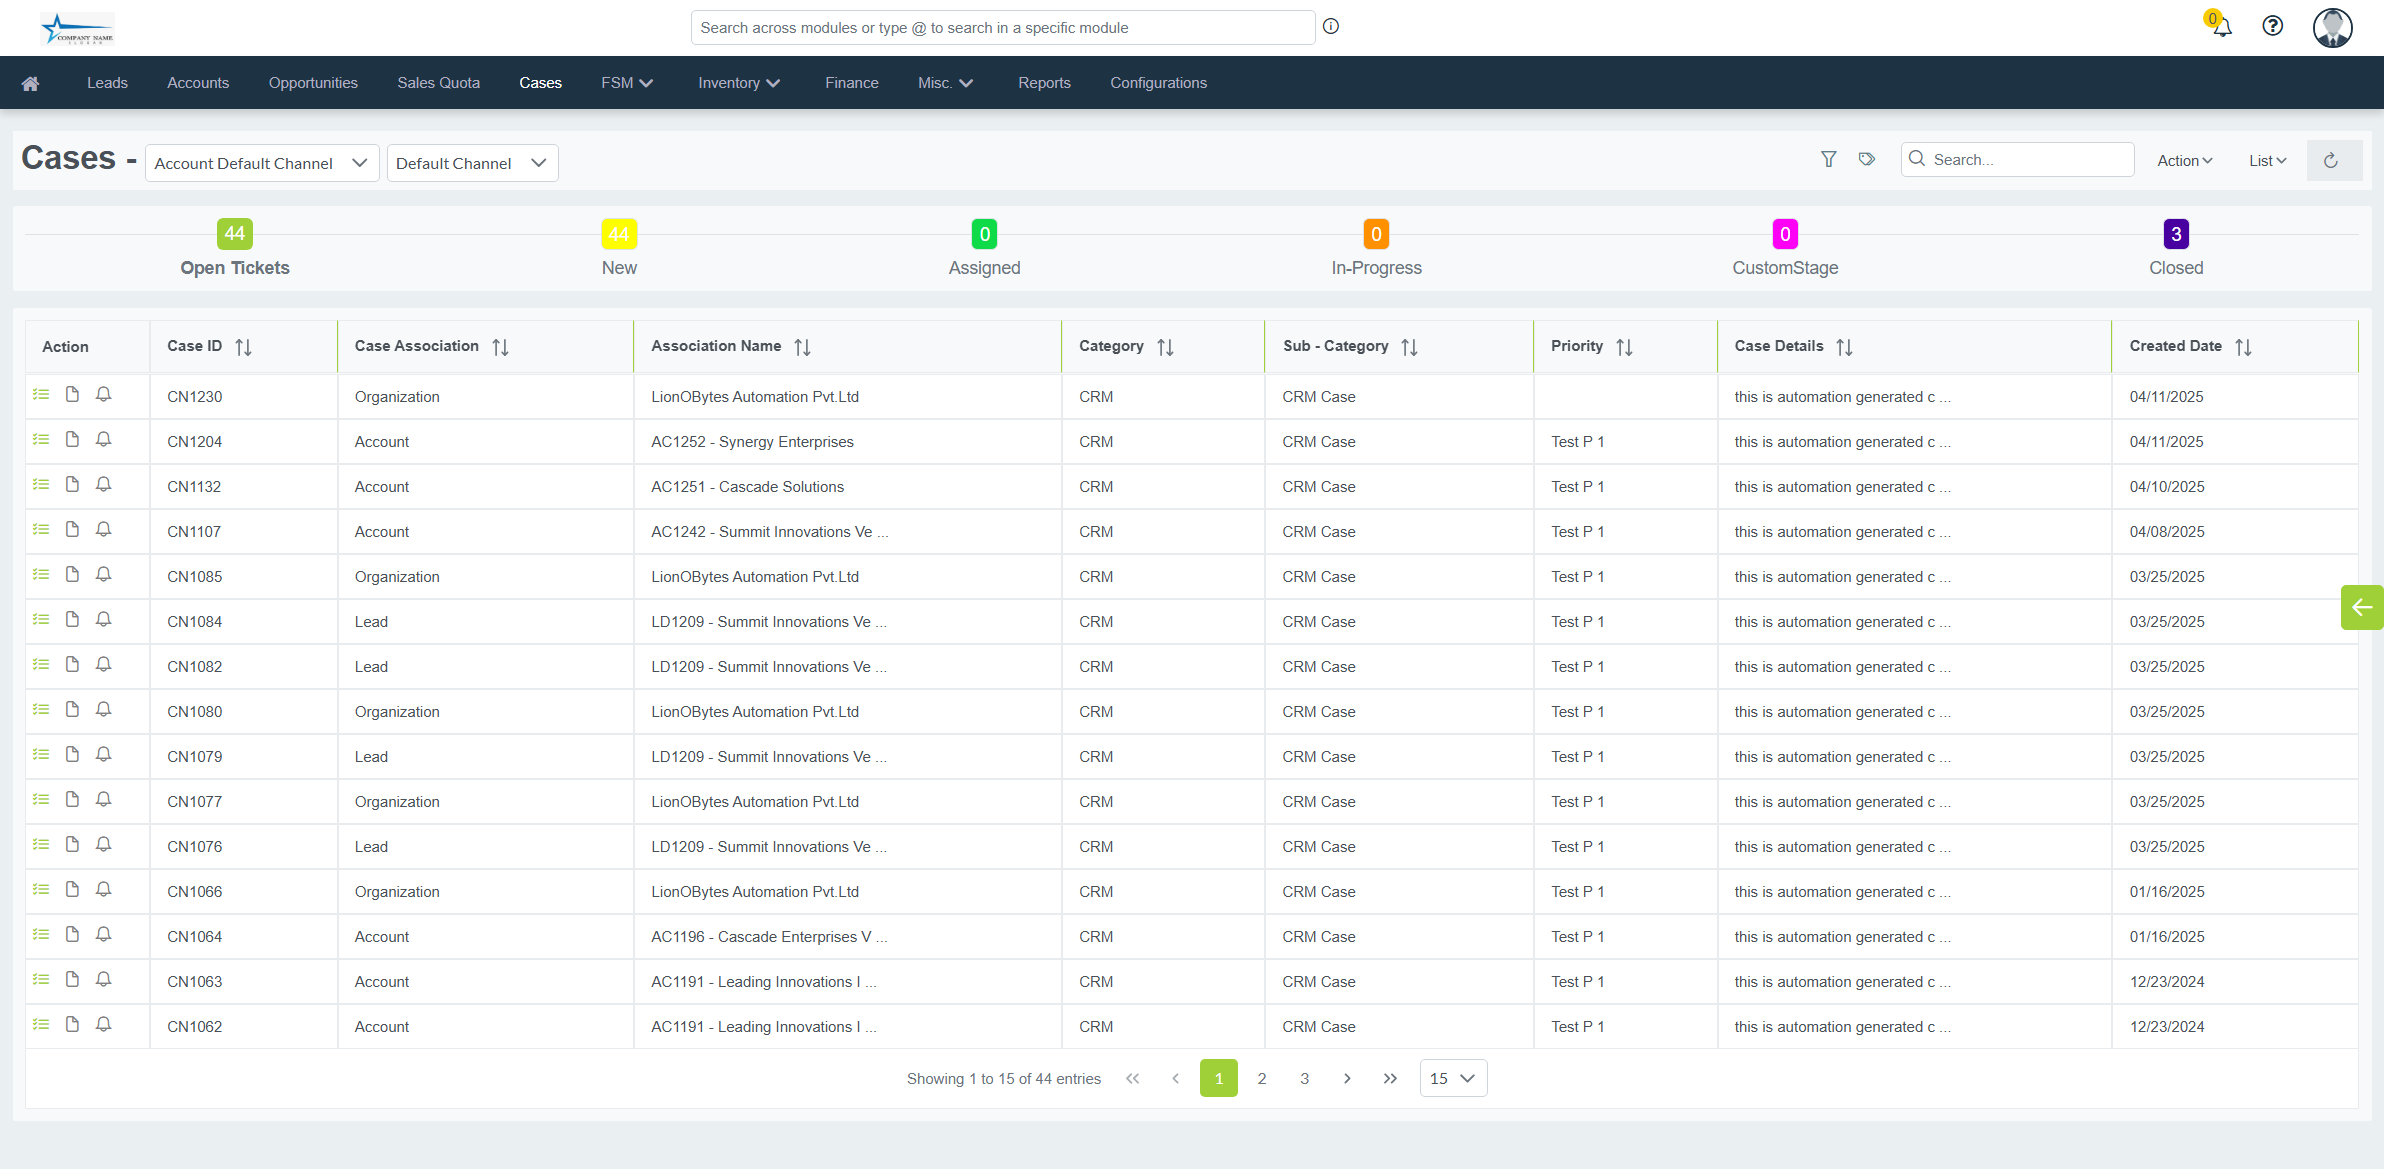 COMPANY NAME
Search across modules or type @ to search in a specific module
0
Leads Accounts Opportunities Sales Quota Cases FSM Inventory Finance Misc. Reports Configurations
Cases - Account Default Channel Default Channel Search... Action List
44 44 0 0 0 3
Open Tickets New Assigned In-Progress CustomStage Closed
Action Case ID Case Association Association Name Category Sub - Category Priority Case Details Created Date
CN1230 Organization LionOBytes Automation Pvt.Ltd CRM CRM Case this is automation generated c ... 04/11/2025
CN1204 Account AC1252 - Synergy Enterprises CRM CRM Case Test P 1 this is automation generated c ... 04/11/2025
CN1132 Account AC1251 - Cascade Solutions CRM CRM Case Test P 1 this is automation generated c ... 04/10/2025
CN1107 Account AC1242 - Summit Innovations Ve ... CRM CRM Case Test P 1 this is automation generated c ... 04/08/2025
CN1085 Organization LionOBytes Automation Pvt.Ltd CRM CRM Case Test P 1 this is automation generated c ... 03/25/2025
CN1084 Lead LD1209 - Summit Innovations Ve ... CRM CRM Case Test P 1 this is automation generated c ... 03/25/2025
CN1082 Lead LD1209 - Summit Innovations Ve ... CRM CRM Case Test P 1 this is automation generated c ... 03/25/2025
CN1080 Organization LionOBytes Automation Pvt.Ltd CRM CRM Case Test P 1 this is automation generated c ... 03/25/2025
CN1079 Lead LD1209 - Summit Innovations Ve ... CRM CRM Case Test P 1 this is automation generated c ... 03/25/2025
CN1077 Organization LionOBytes Automation Pvt.Ltd CRM CRM Case Test P 1 this is automation generated c ... 03/25/2025
CN1076 Lead LD1209 - Summit Innovations Ve ... CRM CRM Case Test P 1 this is automation generated c ... 03/25/2025
CN1066 Organization LionOBytes Automation Pvt.Ltd CRM CRM Case Test P 1 this is automation generated c ... 01/16/2025
CN1064 Account AC1196 - Cascade Enterprises V ... CRM CRM Case Test P 1 this is automation generated c ... 01/16/2025
CN1063 Account AC1191 - Leading Innovations I ... CRM CRM Case Test P 1 this is automation generated c ... 12/23/2024
CN1062 Account AC1191 - Leading Innovations I ... CRM CRM Case Test P 1 this is automation generated c ... 12/23/2024
Showing 1 to 15 of 44 entries 1 2 3 15